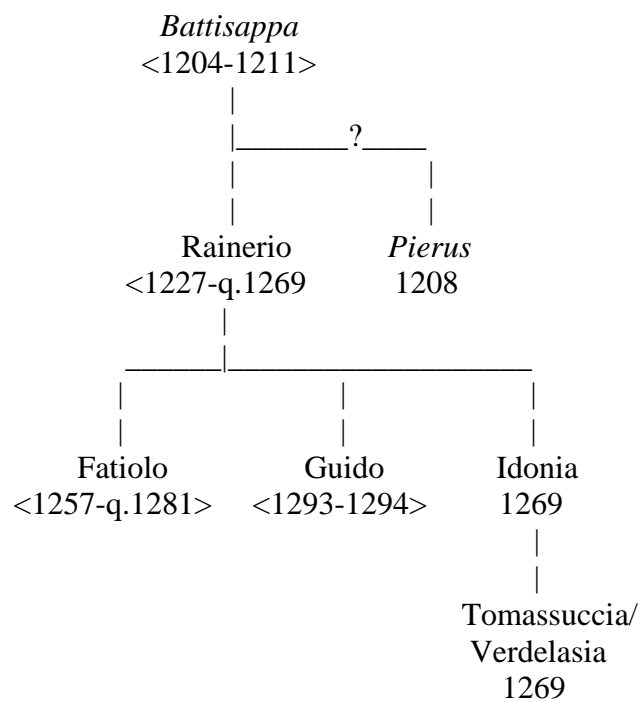 Battisappa
<1204-1211>
?
Rainerio Pierus
<1227-q.1269 1208
Fatiolo Guido Idonia
<1257-q.1281> <1293-1294> 1269
Tomassuccia/
Verdelasia
1269